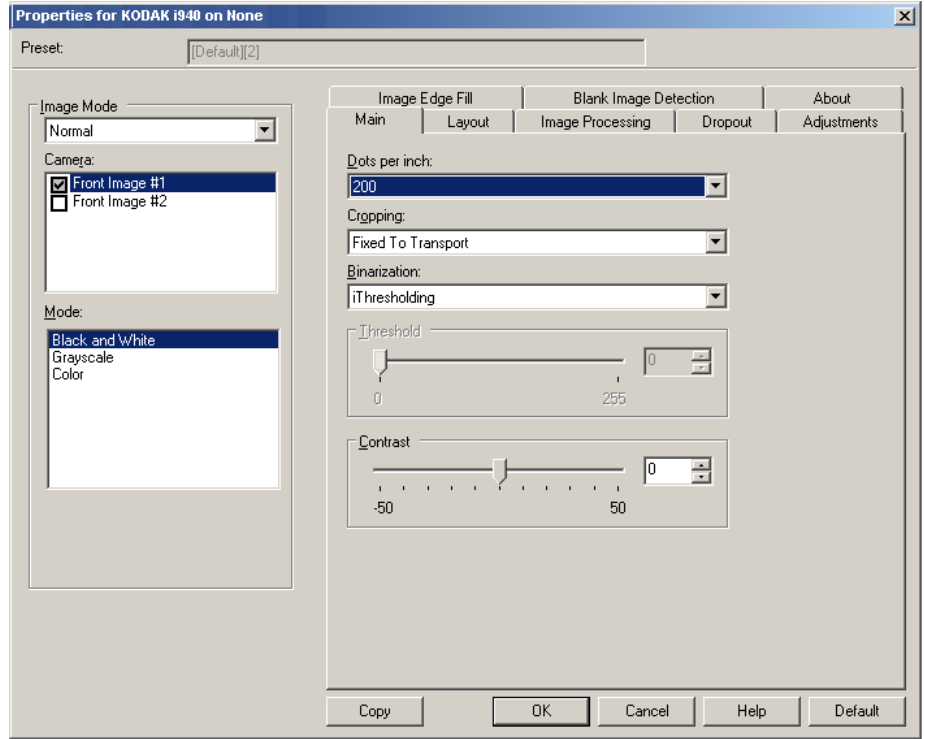 Properties for KODAK i940 on None
Preset:
[Default][2]
Image Mode
Normal
Camera:
Front Image #1
Front Image #2
Mode:
Black and White
Grayscale
Color
Image Edge Fill
Blank Image Detection
About
Main
Layout
Image Processing
Dropout
Adjustments
Dots per inch:
200
Cropping:
Fixed To Transport
Binarization:
iThresholding
Threshold
0
0
255
Contrast
0
-50
50
Copy
OK
Cancel
Help
Default